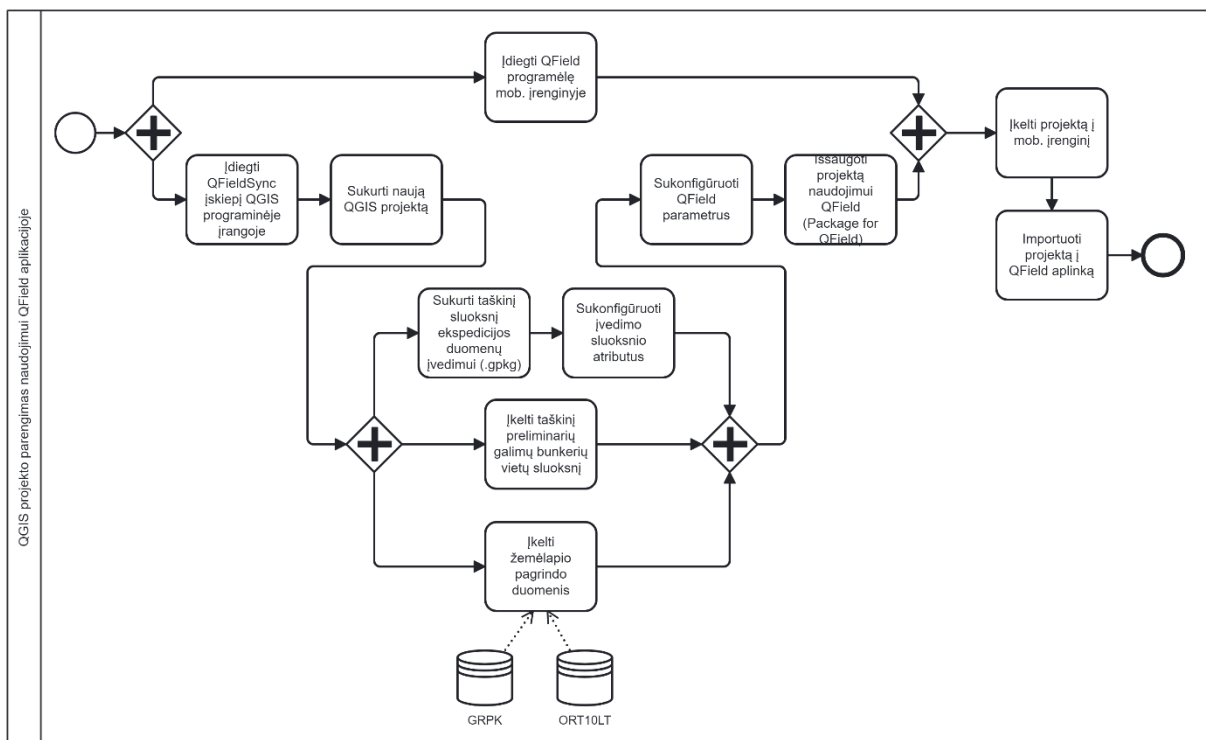 QGIS projekto parengimas naudojimui QField aplikacijoje
Įdiegti QField
programėlę
mob. įrenginyje
Įdiegti
QFieldSync
įskiepį QGIS
programinėje
įrangoje
Sukurti naują
QGIS projektą
Sukurti taškinį
sluoksnį
ekspedicijos
duomenų
įvedimui (.gpkg)
Sukonfigūruoti
įvedimo
sluoksnio
atributus
Įkelti taškinį
preliminarių
galimų bunkerių
vietų sluoksnį
Įkelti
žemėlapio
pagrindo
duomenis
GRPK
ORT10LT
Sukonfigūruoti
QField
parametrus
Išsaugoti
projektą
naudojimui
QField
(Package for
QField)
Įkelti projektą į
mob. įrenginį
Importuoti
projektą į
QField aplinką